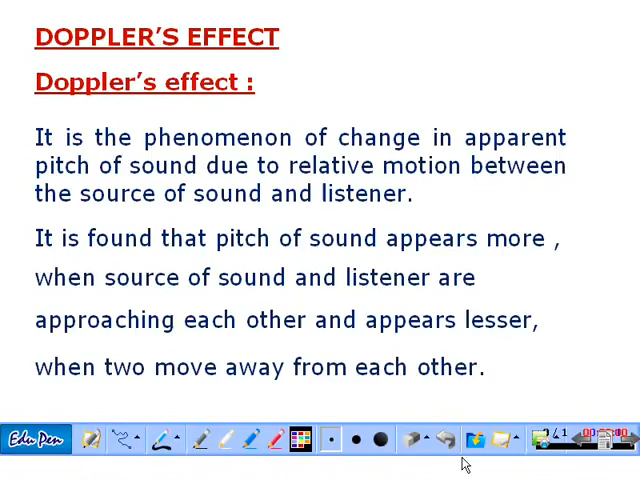 DOPPLER'S EFFECT
Doppler's effect :
It is the phenomenon of change in apparent
pitch of sound due to relative motion between
the source of sound and listener.
It is found that pitch of sound appears more ,
when source of sound and listener are
approaching each other and appears lesser,
when two move away from each other.
Edu Pen